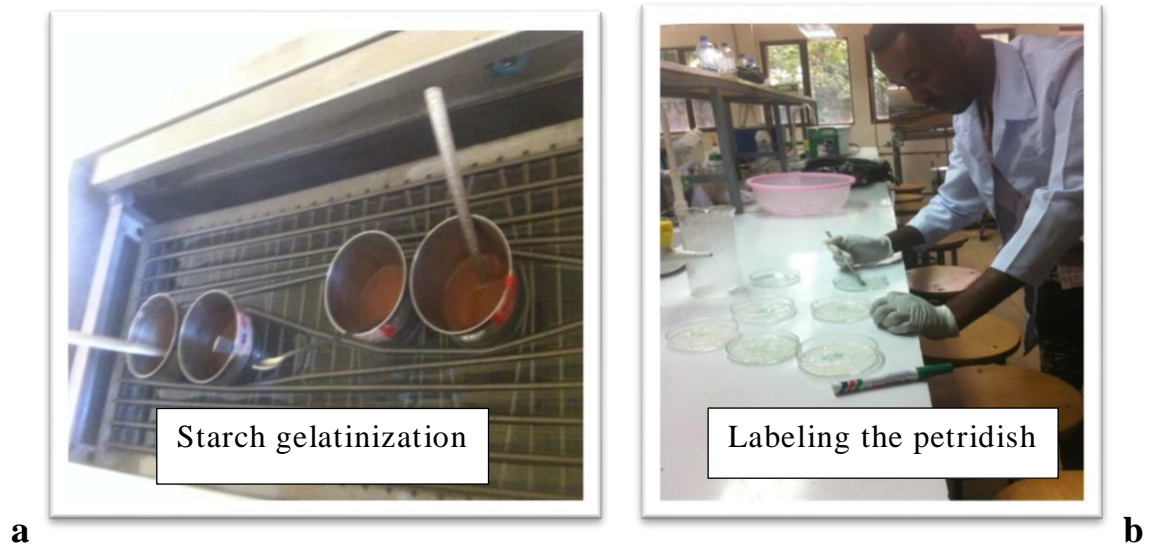 Starch gelatinization
Labeling the petridish
a
b